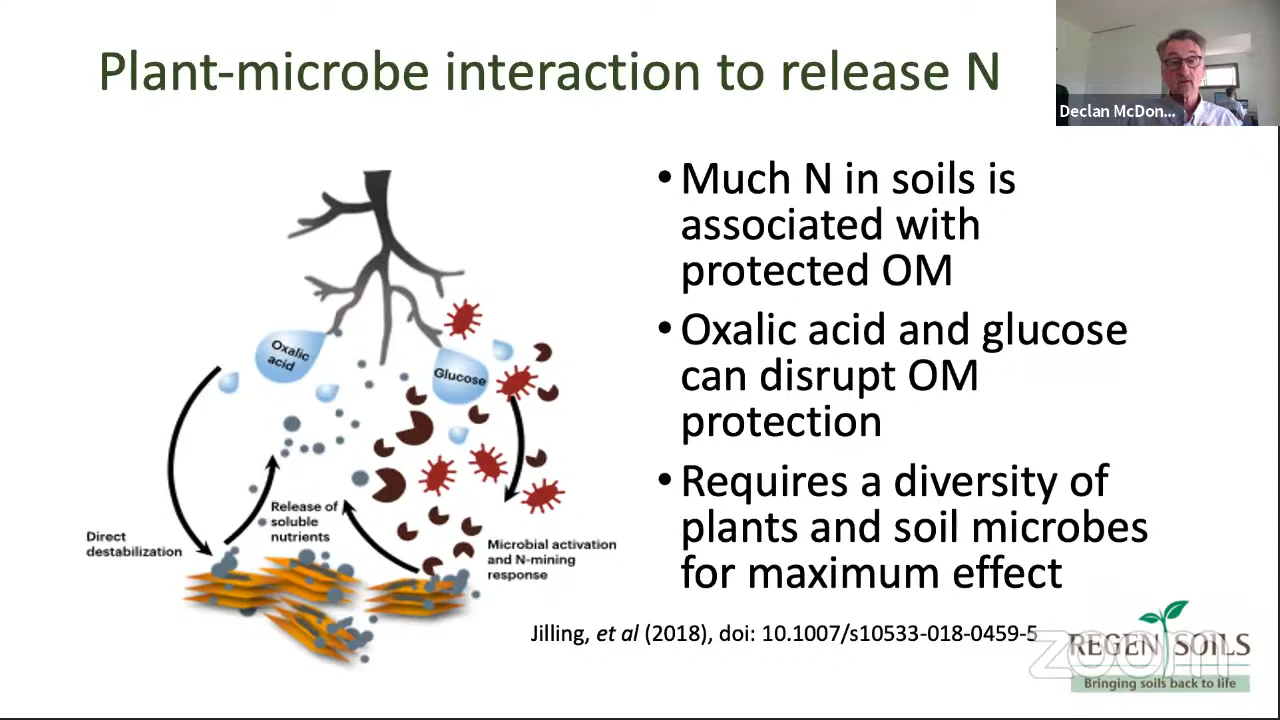 Plant-microbe interaction to release N
Declan McDon...
• Much N in soils is
associated with
protected OM
• Oxalic acid and glucose
can disrupt OM
protection
• Requires a diversity of
plants and soil microbes
for maximum effect
Oxalic
acid
Glucose
Release of
soluble
nutrients
Direct
destabilization
Microbial activation
and N-mining
response
Jilling, et al (2018), doi: 10.1007/s10533-018-0459-5
zoom
REGEN SOILS
Bringing soils back to life